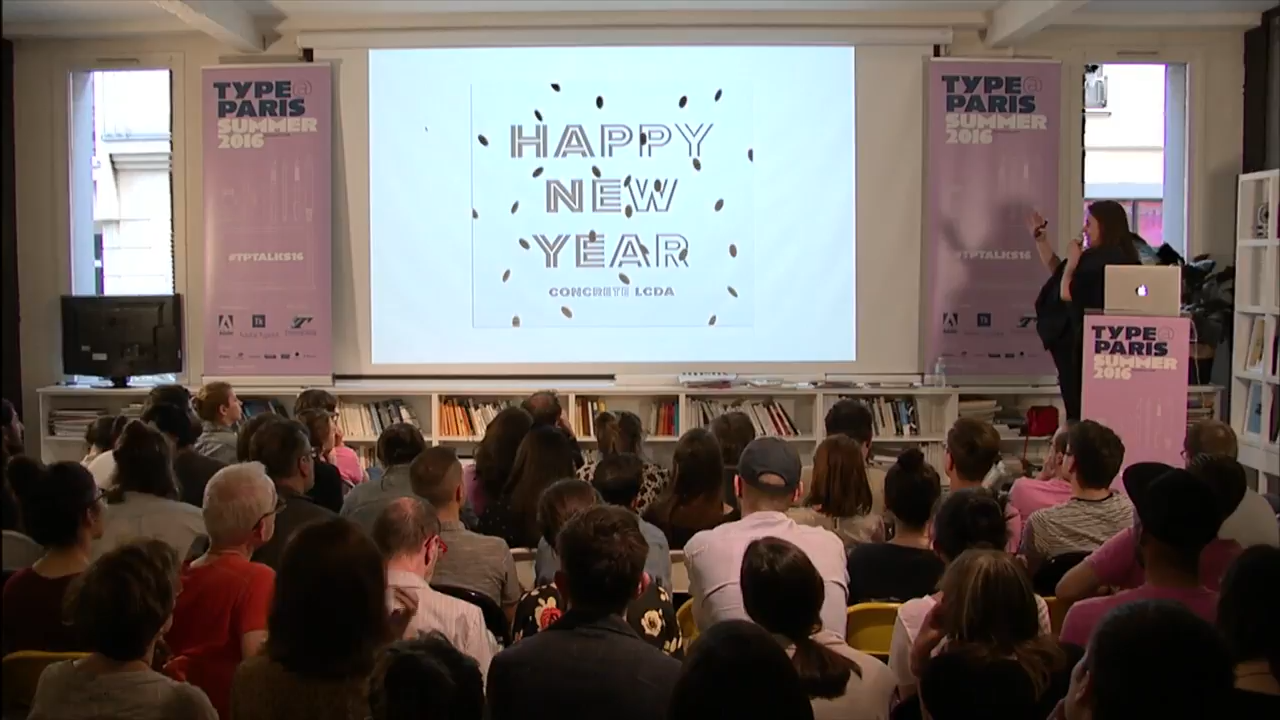 TYPE@
PARIS
SUMMER
2016
#TPTALKS16
HAPPY
NEW
YEAR
CONCRETE LCDA
TYPE@
PARIS
SUMMER
2016
#TPTALKS16
TYPE@
PARIS
SUMMER
2016